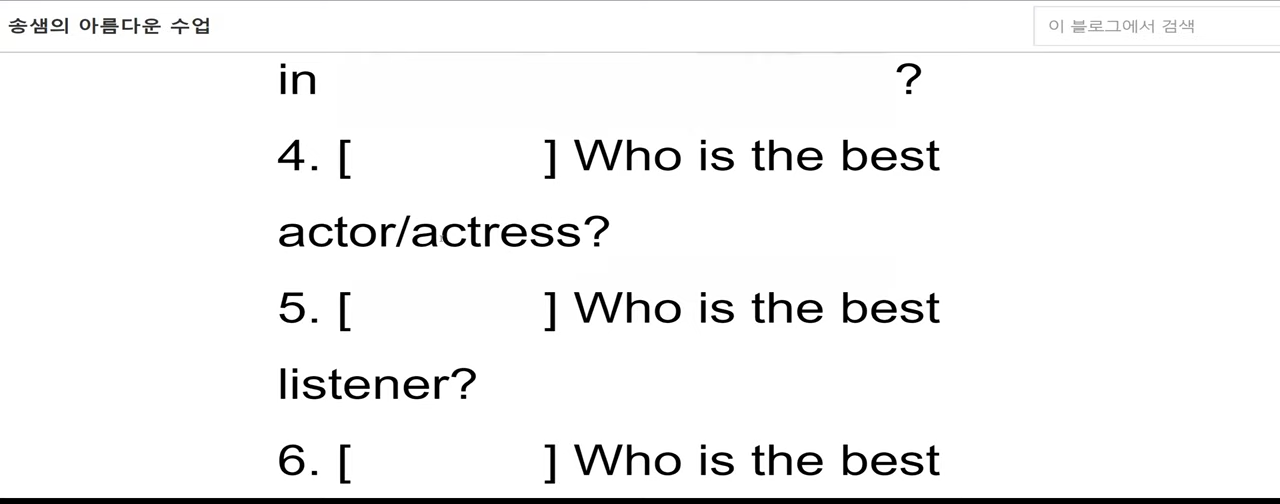 송샘의 아름다운 수업
이 블로그에서 검색
in ?
4. [ ] Who is the best
actor/actress?
5. [ ] Who is the best
listener?
6. [ ] Who is the best